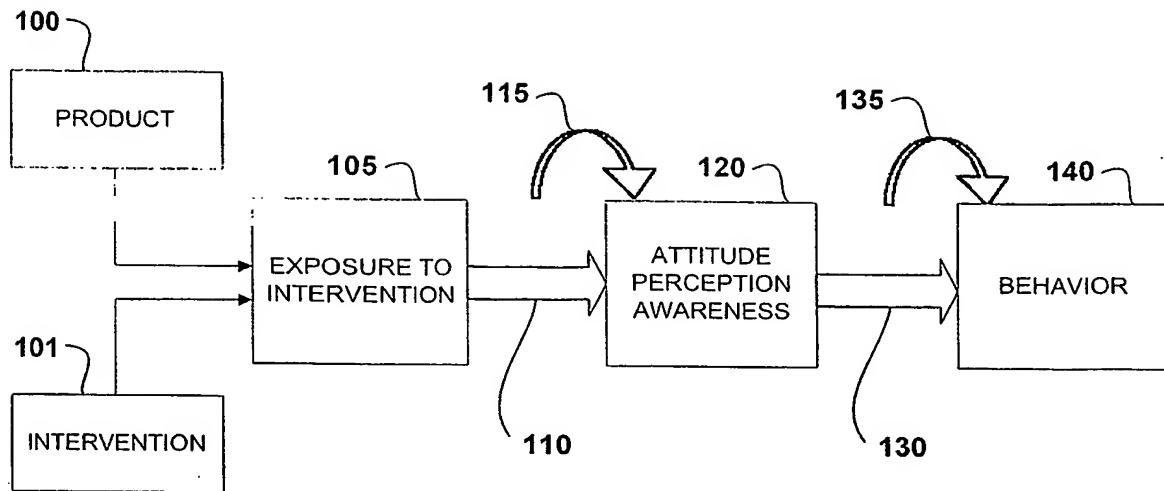 100
PRODUCT
115
135
105
120
140
EXPOSURE TO
INTERVENTION
ATTITUDE
PERCEPTION
AWARENESS
BEHAVIOR
101
INTERVENTION
110
130